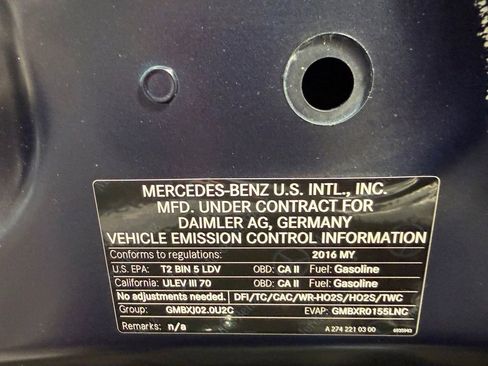 MERCEDES-BENZ U.S. INTL., INC.
MFD. UNDER CONTRACT FOR
DAIMLER AG, GERMANY
VEHICLE EMISSION CONTROL INFORMATION
Conforms to regulations: 2016 MY
U.S. EPA: T2 BIN 5 LDV OBD: CA II Fuel: Gasoline
California: ULEV III 70 OBD: CA II Fuel: Gasoline
No adjustments needed. DFI/TC/CAC/WR-HO2S/HO2S/TWC
Group: GMBXJ02.0U2C EVAP: GMBXR0155LNC
Remarks: n/a A 274 221 03 00